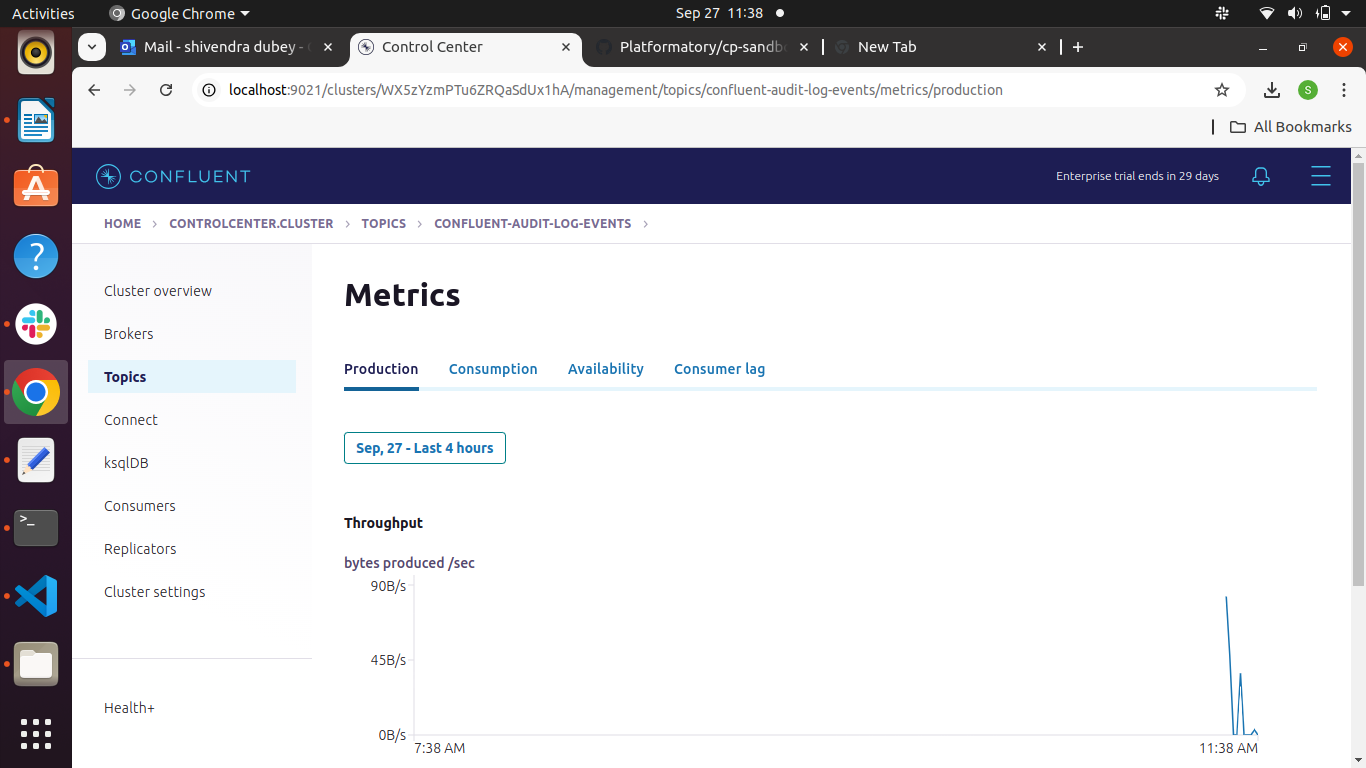 Activities
Google Chrome
Sep 27 11:38
Mail - shivendra dubey -
Control Center
Platformatory/cp-sandb
New Tab
localhost:9021/clusters/WX5zYzmPTu6ZRQaSdUx1hA/management/topics/confluent-audit-log-events/metrics/production
S
All Bookmarks
CONFLUENT
Enterprise trial ends in 29 days
HOME > CONTROLCENTER.CLUSTER > TOPICS > CONFLUENT-AUDIT-LOG-EVENTS >
Cluster overview
Brokers
Topics
Connect
ksqlDB
Consumers
Replicators
Cluster settings
Health+
Metrics
Production Consumption Availability Consumer lag
Sep, 27 - Last 4 hours
Throughput
bytes produced /sec
90B/s
45B/s
0B/s
7:38 AM 11:38 AM